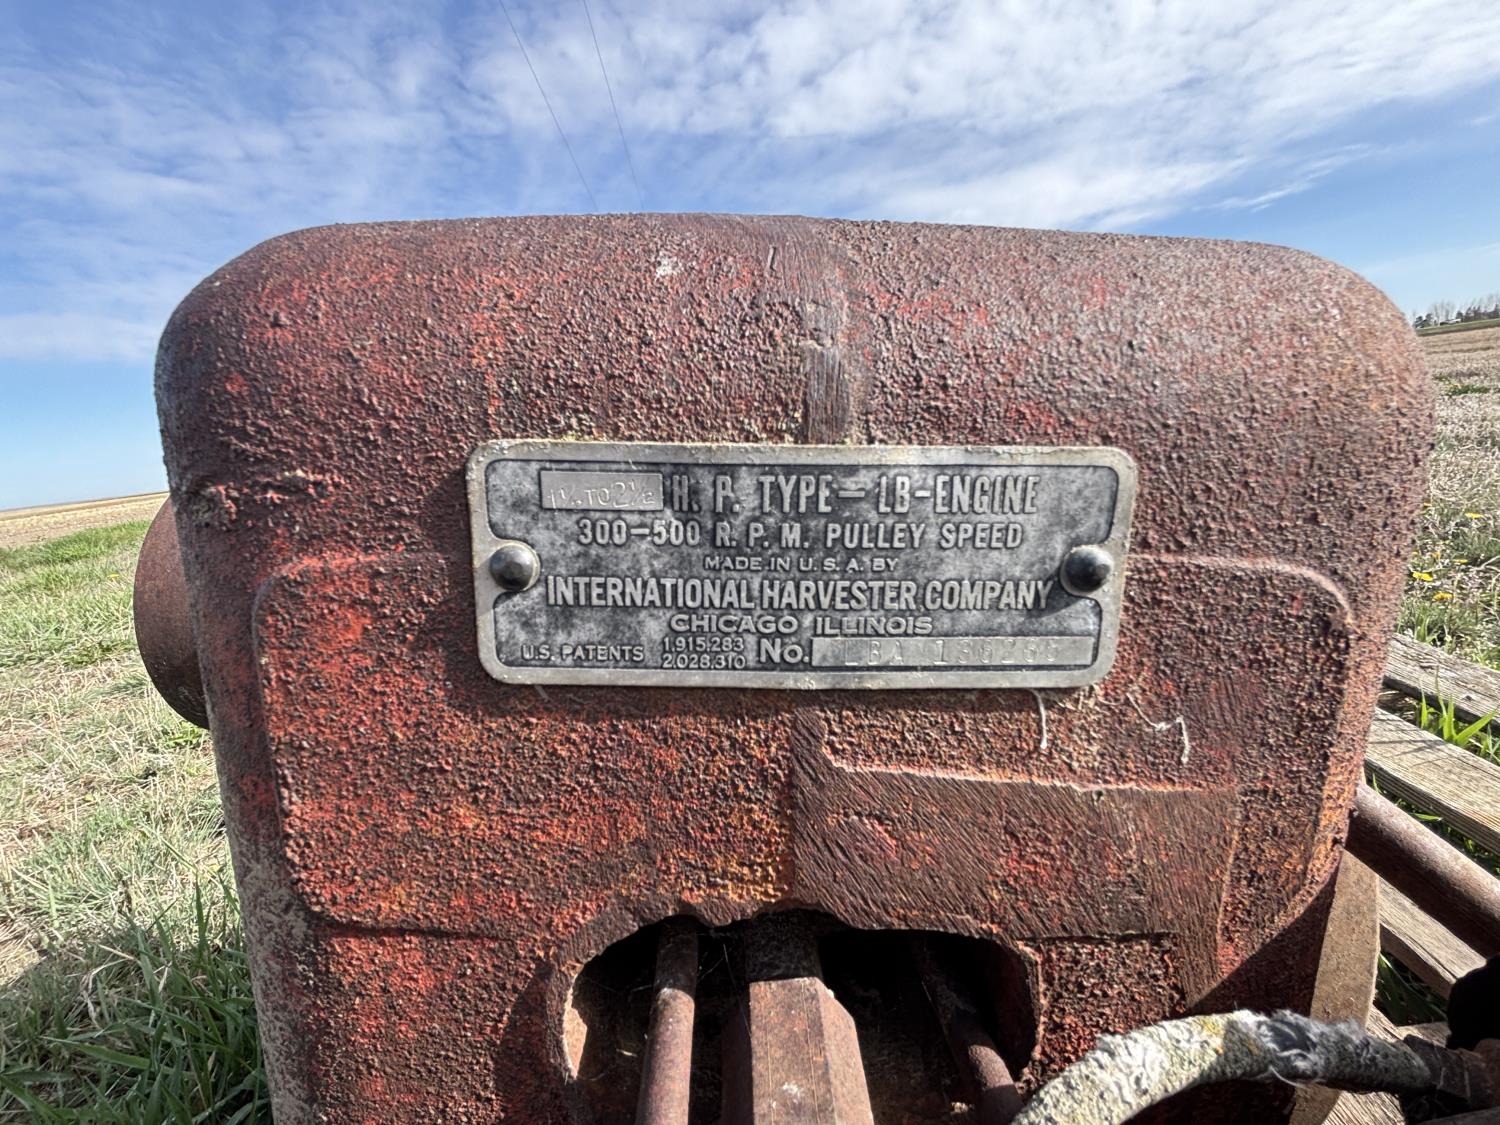 1½ TO 2½ H. P. TYPE—LB-ENGINE
300—500 R. P. M. PULLEY SPEED
MADE IN U. S. A. BY
INTERNATIONAL HARVESTER COMPANY
CHICAGO ILLINOIS
U.S. PATENTS 1,915,283
2,028,310
No. LBA